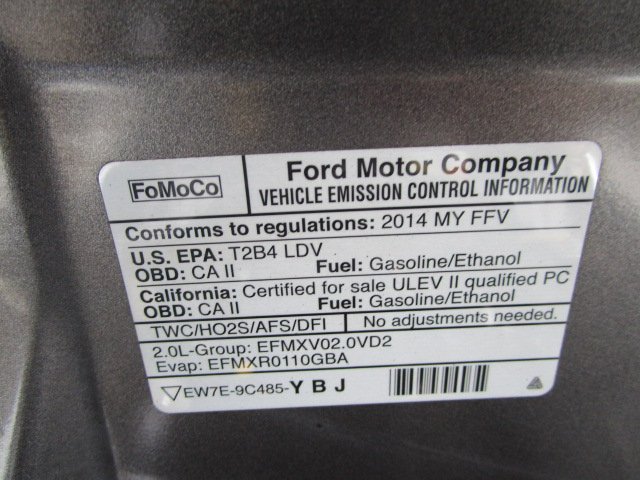 FoMoCo
Ford Motor Company
VEHICLE EMISSION CONTROL INFORMATION
Conforms to regulations: 2014 MY FFV
U.S. EPA: T2B4 LDV
OBD: CA II Fuel: Gasoline/Ethanol
California: Certified for sale ULEV II qualified PC
OBD: CA II Fuel: Gasoline/Ethanol
TWC/HO2S/AFS/DFI No adjustments needed.
2.0L-Group: EFMXV02.0VD2
Evap: EFMXR0110GBA
EW7E-9C485-Y B J